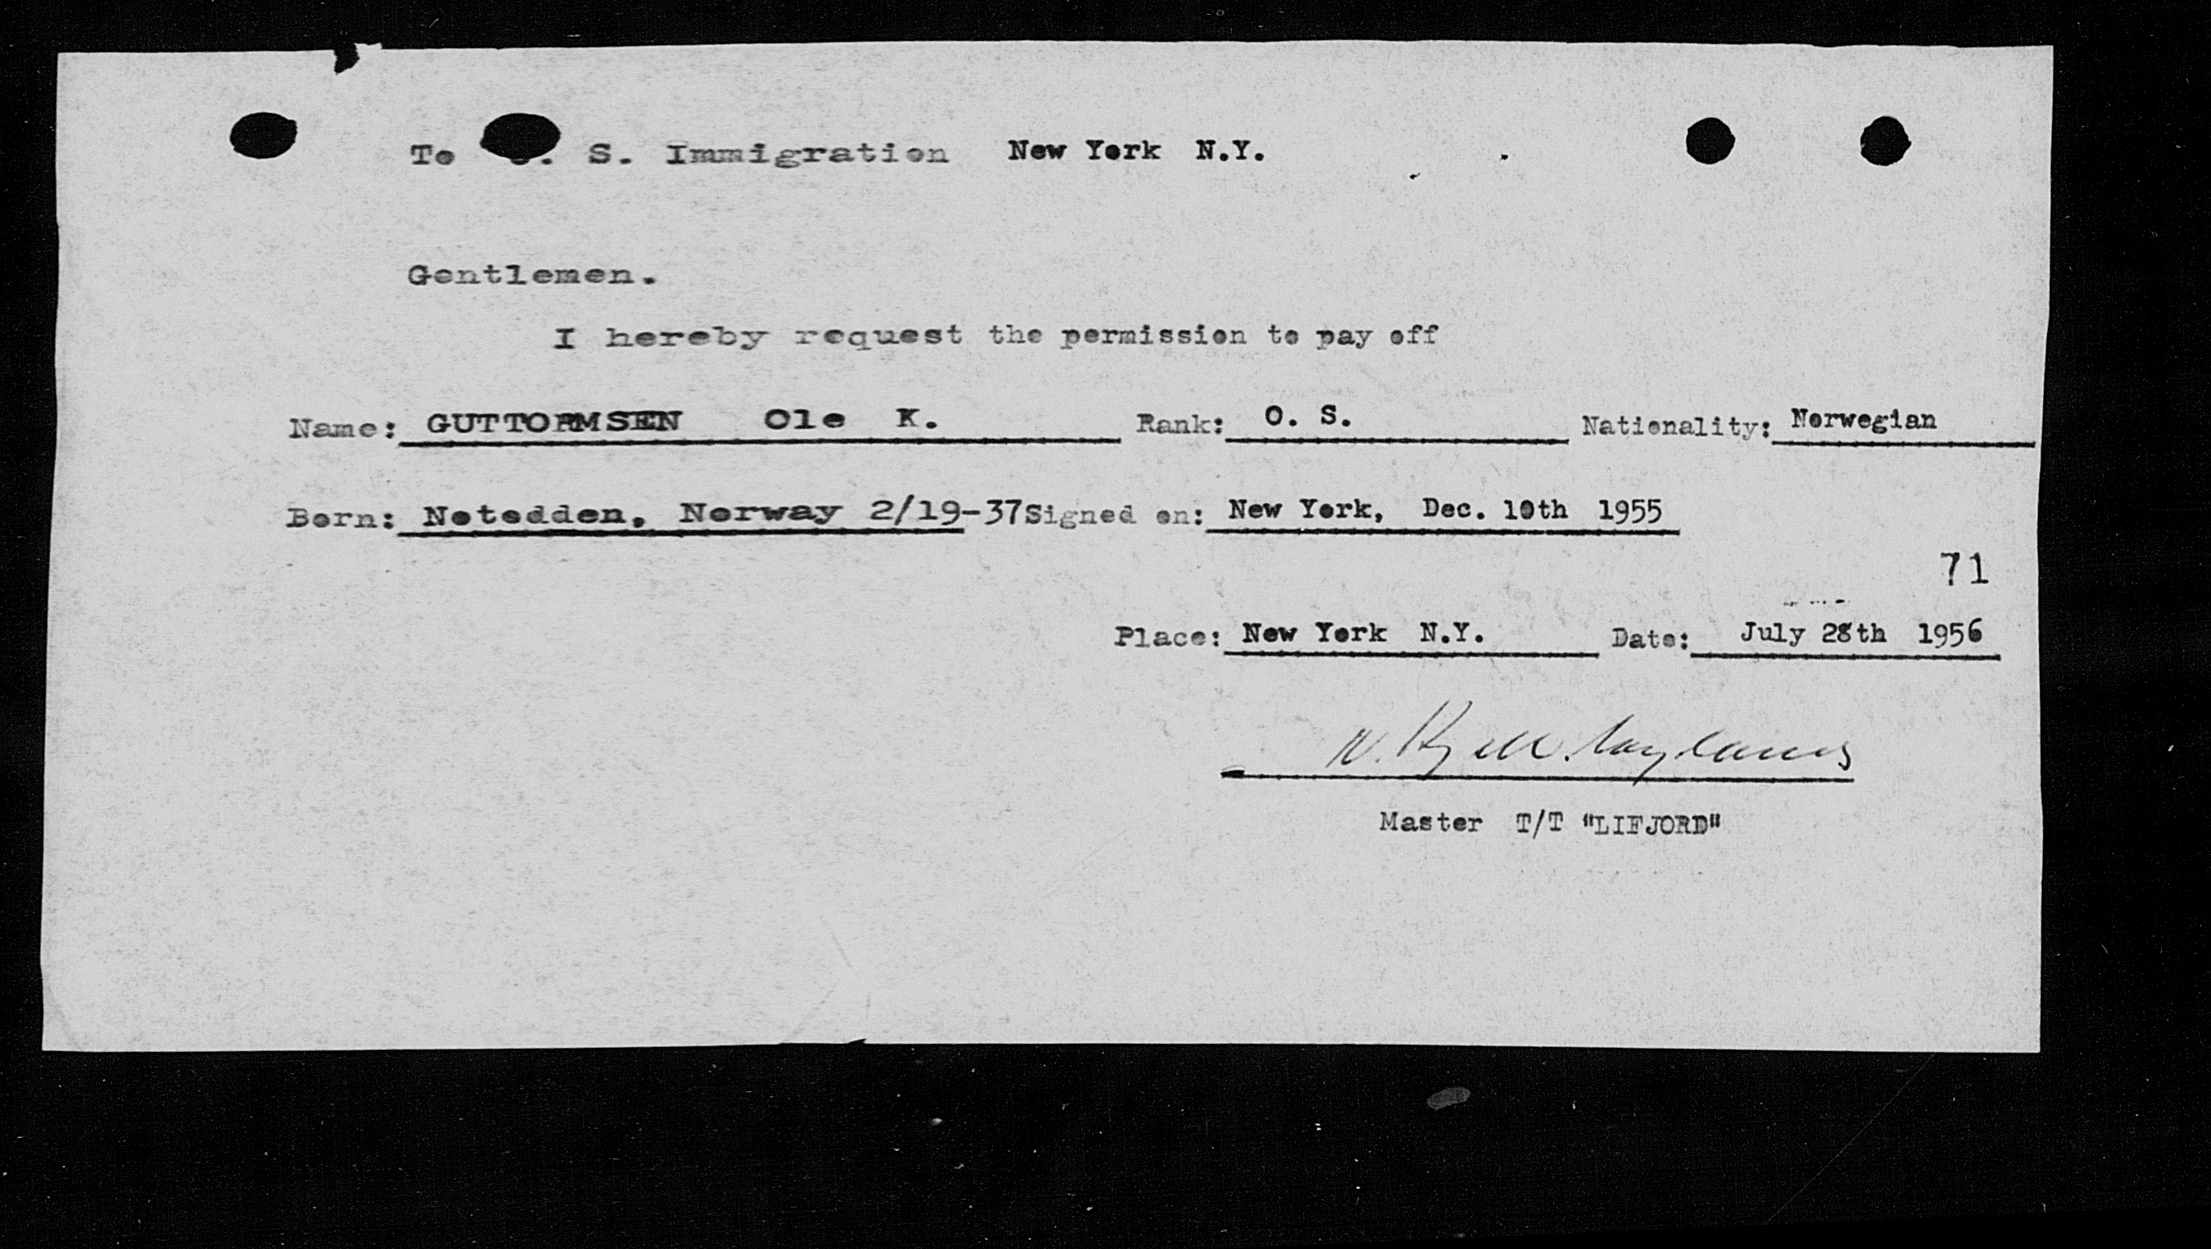 To U. S. Immigration New York N.Y.
Gentlemen.
I hereby request the permission to pay off
Name: GUTTORMSEN Ole K. Rank: O. S. Nationality: Norwegian
Born: Notodden, Norway 2/19-37 Signed on: New York, Dec. 10th 1955
71
Place: New York N.Y. Date: July 28th 1956
Master T/T "LIFJORD"